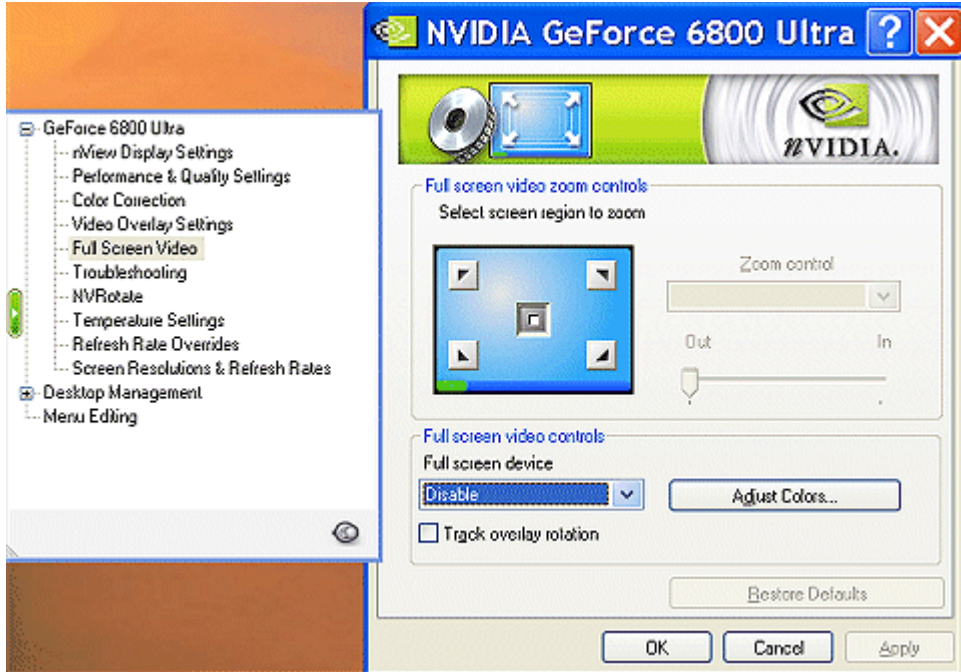 NVIDIA GeForce 6800 Ultra
nVIDIA.
GeForce 6800 Ultra
nView Display Settings
Performance & Quality Settings
Color Correction
Video Overlay Settings
Full Screen Video
Troubleshooting
NVRotate
Temperature Settings
Refresh Rate Overrides
Screen Resolutions & Refresh Rates
Desktop Management
Menu Editing
Full screen video zoom controls
Select screen region to zoom
Zoom control
Out In
Full screen video controls
Full screen device
Disable
Adjust Colors...
Track overlay rotation
Restore Defaults
OK Cancel Apply